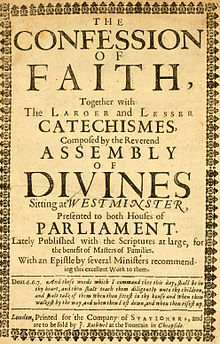 THE
CONFESSION
OF
FAITH,
Together with
The LARGER and LESSER
CATECHISMES,
Composed by the Reverend
ASSEMBLY
OF
DIVINES
Sitting at WESTMINSTER,
Presented to both Houses of
PARLIAMENT.
Lately Published with the Scriptures at large, for
the benefit of Masters of Families.
With an Epistle by several Ministers recommend-
ing this excellent Work to them.
Deut. 6. 6, 7. And these words which I command thee this day, shall be in
thy heart, and thou shalt teach them diligently unto thy children,
and shalt talk of them when thou sittest in thy house and when thou
walkest by the way, and when thou lyest down, and when thou risest up
London, Printed for the Company of STATIONERS, and
are to be sold by J. Rothwel at the Fountain in Cheapside.